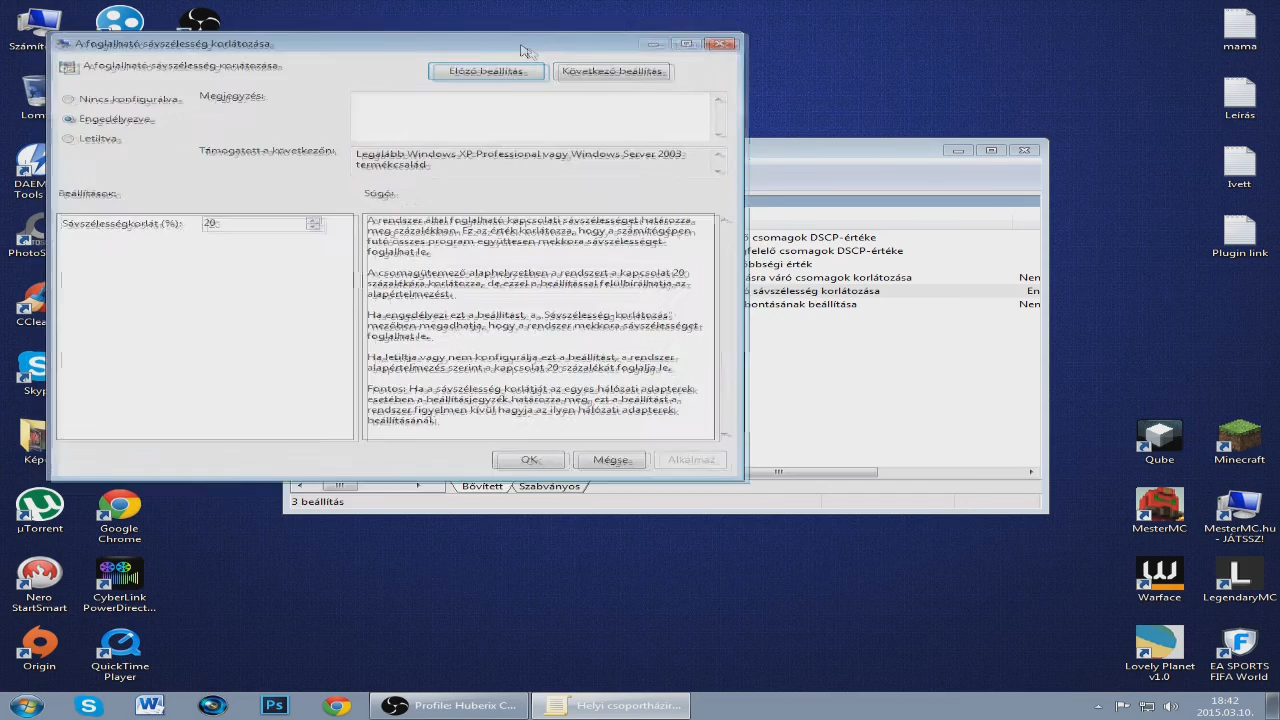 Számít
Lomt
DAEM
Tools
PhotoS
CClea
Skyp
Képe
µTorrent
Google
Chrome
Nero
StartSmart
CyberLink
PowerDirect...
Origin
QuickTime
Player
A foglalható sávszélesség korlátozása
A foglalható sávszélesség korlátozása
Előző beállítás
Következő beállítás
Nincs konfigurálva
Megjegyzés:
Engedélyezve
Letiltva
Támogatott a következőn:
Legalább Windows XP Professional vagy Windows Server 2003
termékcsalád
Beállítások:
Súgó:
Sávszélességkorlát (%):
20
A rendszer által foglalható kapcsolati sávszélességet határozza
meg százalékban. Ez az érték korlátozza, hogy a számítógépen
futó összes program együttesen mekkora sávszélességet
foglalhat le.
A csomagütemező alaphelyzetben a rendszert a kapcsolat 20
százalékára korlátozza, de ezzel a beállítással felülbírálhatja az
alapértelmezést.
Ha engedélyezi ezt a beállítást, a „Sávszélesség-korlátozás”
mezőben megadhatja, hogy a rendszer mekkora sávszélességet
foglalhat le.
Ha letiltja vagy nem konfigurálja ezt a beállítást, a rendszer
alapértelmezés szerint a kapcsolat 20 százalékát foglalja le.
Fontos: Ha a sávszélesség korlátját az egyes hálózati adapterek
esetében a beállításjegyzék határozza meg, ezt a beállítást a
rendszer figyelmen kívül hagyja az ilyen hálózati adapterek
beállításánál.
OK
Mégse
Alkalmaz
csomagok DSCP-értéke
felelő csomagok DSCP-értéke
óbbségi érték
ásra váró csomagok korlátozása
Nen
ó sávszélesség korlátozása
En
bontásának beállítása
Nen
Bővített
Szabványos
3 beállítás
mama
Leírás
Ivett
Plugin link
Qube
Minecraft
MesterMC
MesterMC.hu
- JÁTSSZ!
Warface
LegendaryMC
Lovely Planet
v1.0
EA SPORTS
FIFA World
Profile: Huberix C...
Helyi csoportházir...
18:42
2015.03.10.